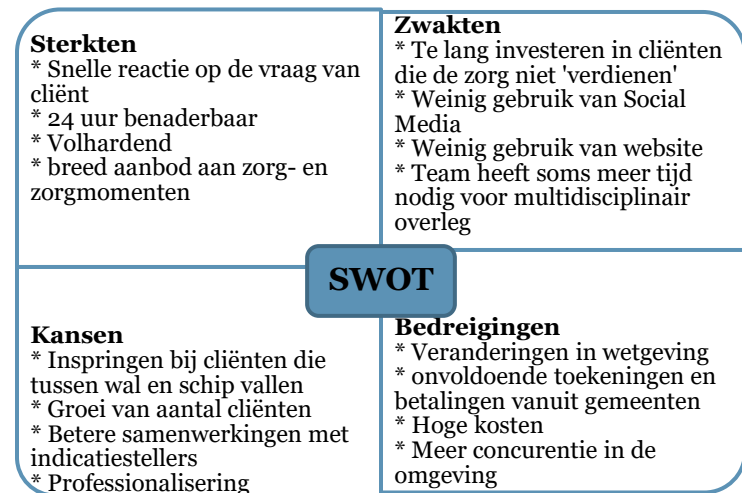 Sterkten
* Snelle reactie op de vraag van
cliënt
* 24 uur benaderbaar
* Volhardend
* breed aanbod aan zorg- en
zorgmomenten
Zwakten
* Te lang investeren in cliënten
die de zorg niet 'verdienen'
* Weinig gebruik van Social
Media
* Weinig gebruik van website
* Team heeft soms meer tijd
nodig voor multidisciplinair
overleg
SWOT
Kansen
* Inspringen bij cliënten die
tussen wal en schip vallen
* Groei van aantal cliënten
* Betere samenwerkingen met
indicatiestellers
* Professionalisering
Bedreigingen
* Veranderingen in wetgeving
* onvoldoende toekeningen en
betalingen vanuit gemeenten
* Hoge kosten
* Meer concurentie in de
omgeving